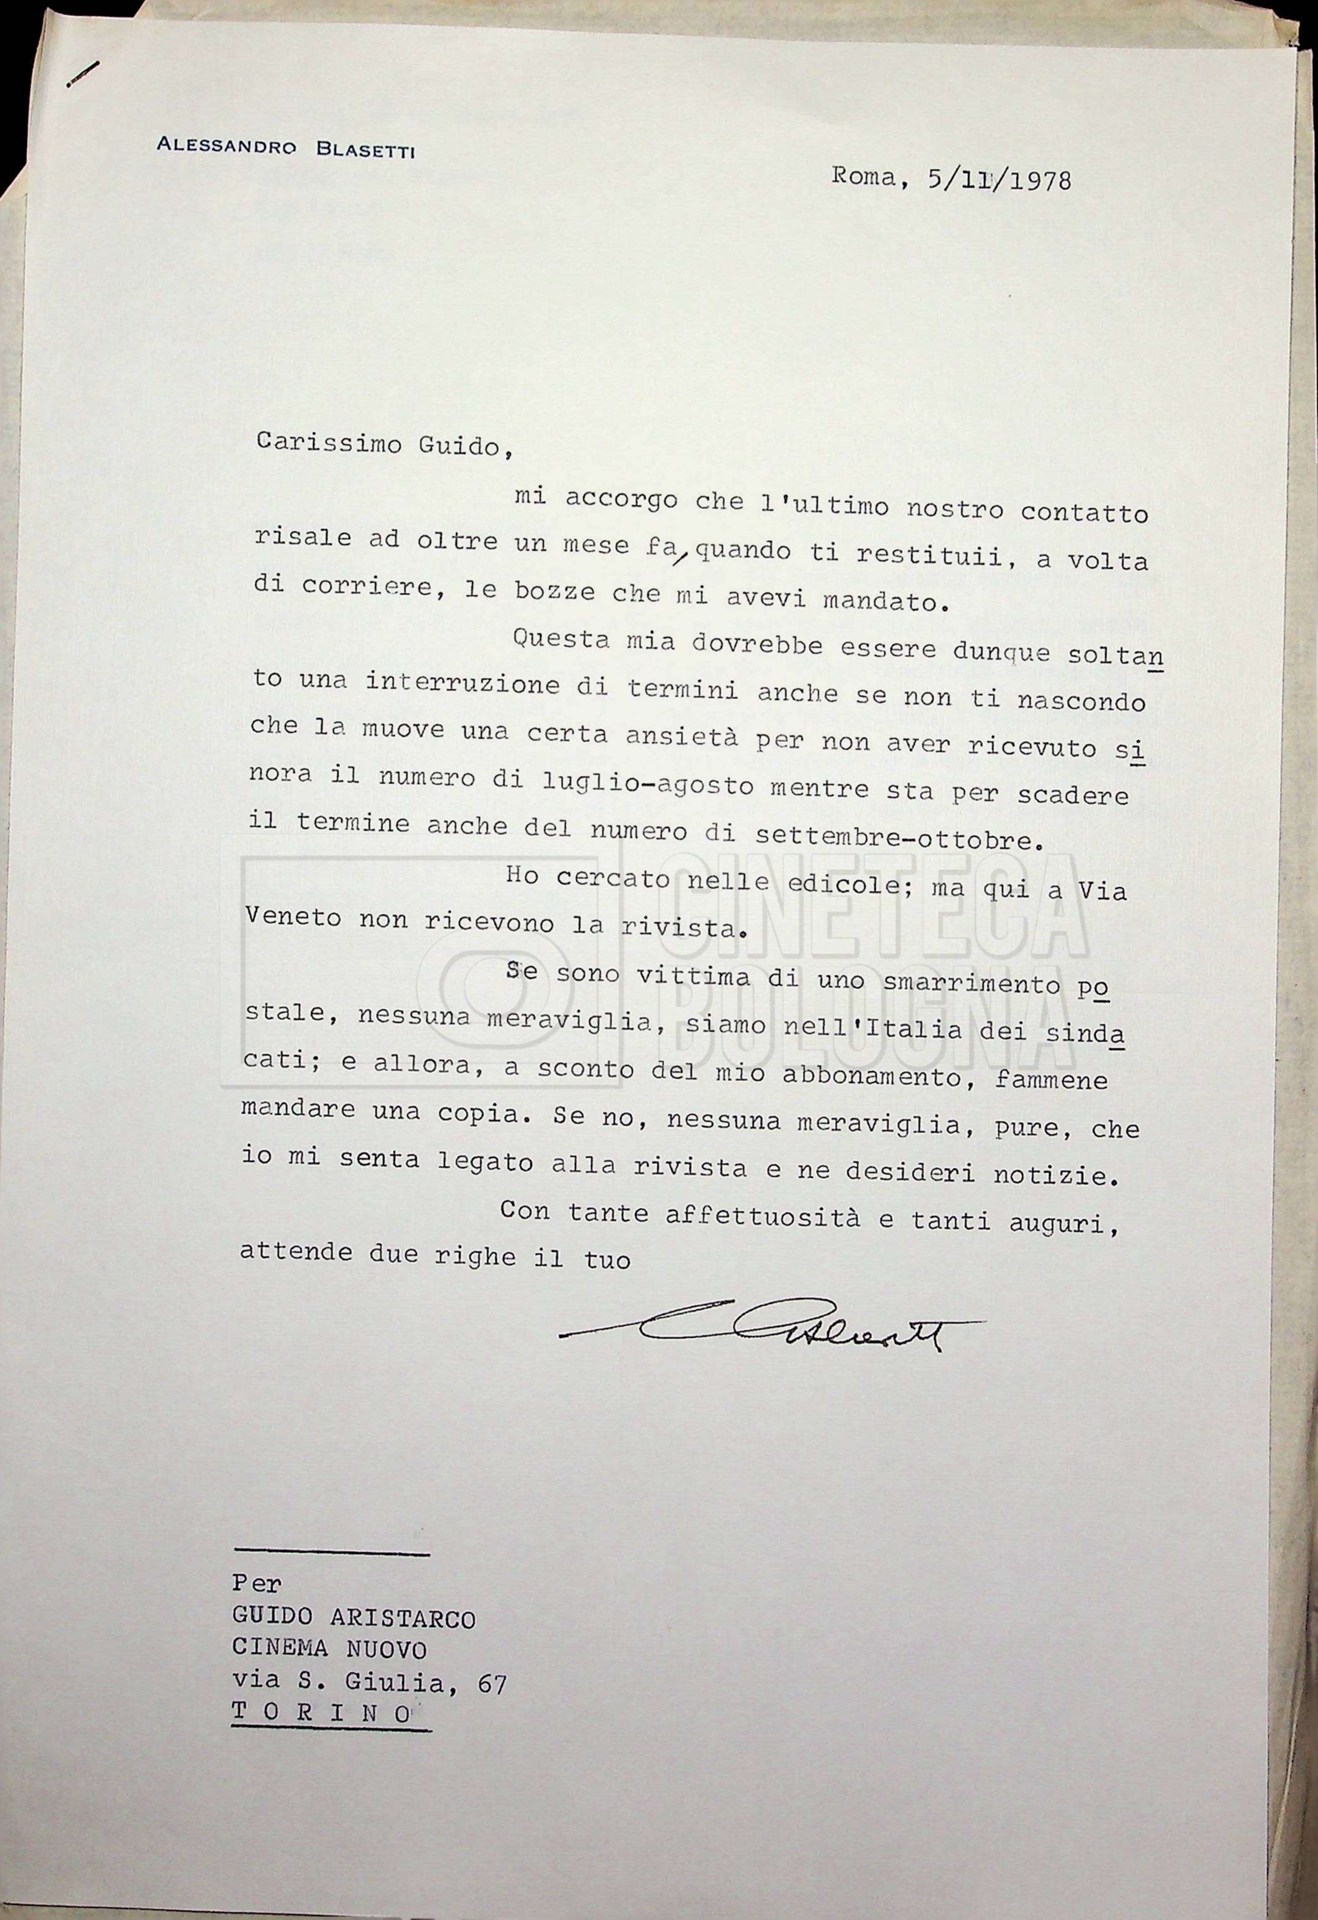 ALESSANDRO BLASETTI
Roma, 5/11/1978
Carissimo Guido,
mi accorgo che l'ultimo nostro contatto
risale ad oltre un mese fa, quando ti restituii, a volta
di corriere, le bozze che mi avevi mandato.
Questa mia dovrebbe essere dunque soltan
to una interruzione di termini anche se non ti nascondo
che la muove una certa ansietà per non aver ricevuto si
nora il numero di luglio-agosto mentre sta per scadere
il termine anche del numero di settembre-ottobre.
Ho cercato nelle edicole; ma qui a Via
Veneto non ricevono la rivista.
Se sono vittima di uno smarrimento po
stale, nessuna meraviglia, siamo nell'Italia dei sinda
cati; e allora, a sconto del mio abbonamento, fammene
mandare una copia. Se no, nessuna meraviglia, pure, che
io mi senta legato alla rivista e ne desideri notizie.
Con tante affettuosità e tanti auguri,
attende due righe il tuo
Per
GUIDO ARISTARCO
CINEMA NUOVO
via S. Giulia, 67
T O R I N O
CINETECA
BOLOGNA